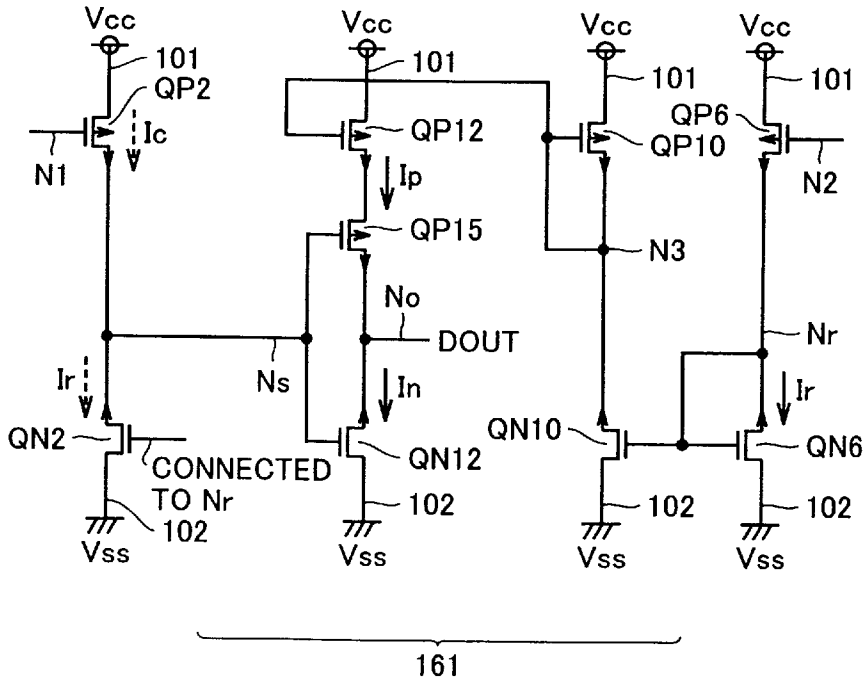 Vcc Vcc Vcc Vcc
101 101 101 101
QP2 QP12 QP10 QP6
Ic
N1 N2
Ip
QP15
N3
No
DOUT
Nr
Ns
Ir In Ir
QN2 QN12 QN10 QN6
CONNECTED
TO Nr
102 102 102 102
Vss Vss Vss Vss
161